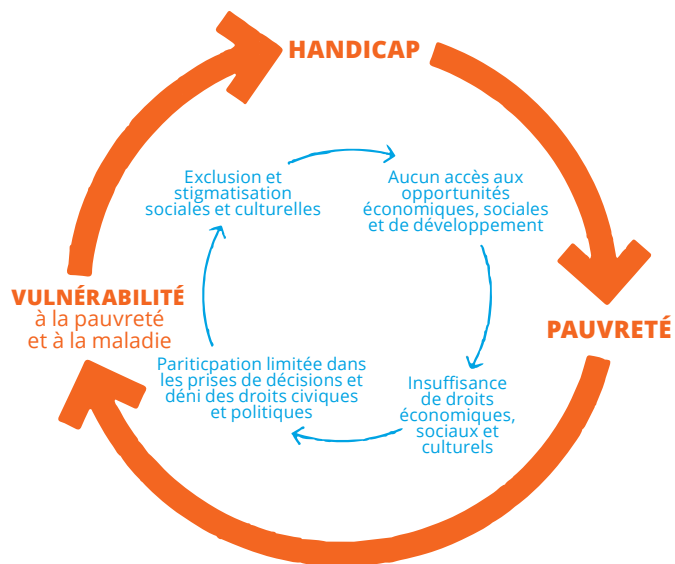 HANDICAP
Exclusion et
stigmatisation
sociales et culturelles
Aucun accès aux
opportunités
économiques, sociales
et de développement
VULNÉRABILITÉ
à la pauvreté
et à la maladie
PAUVRETÉ
Pariticpation limitée dans
les prises de décisions et
déni des droits civiques
et politiques
Insuffisance
de droits
économiques,
sociaux et
culturels